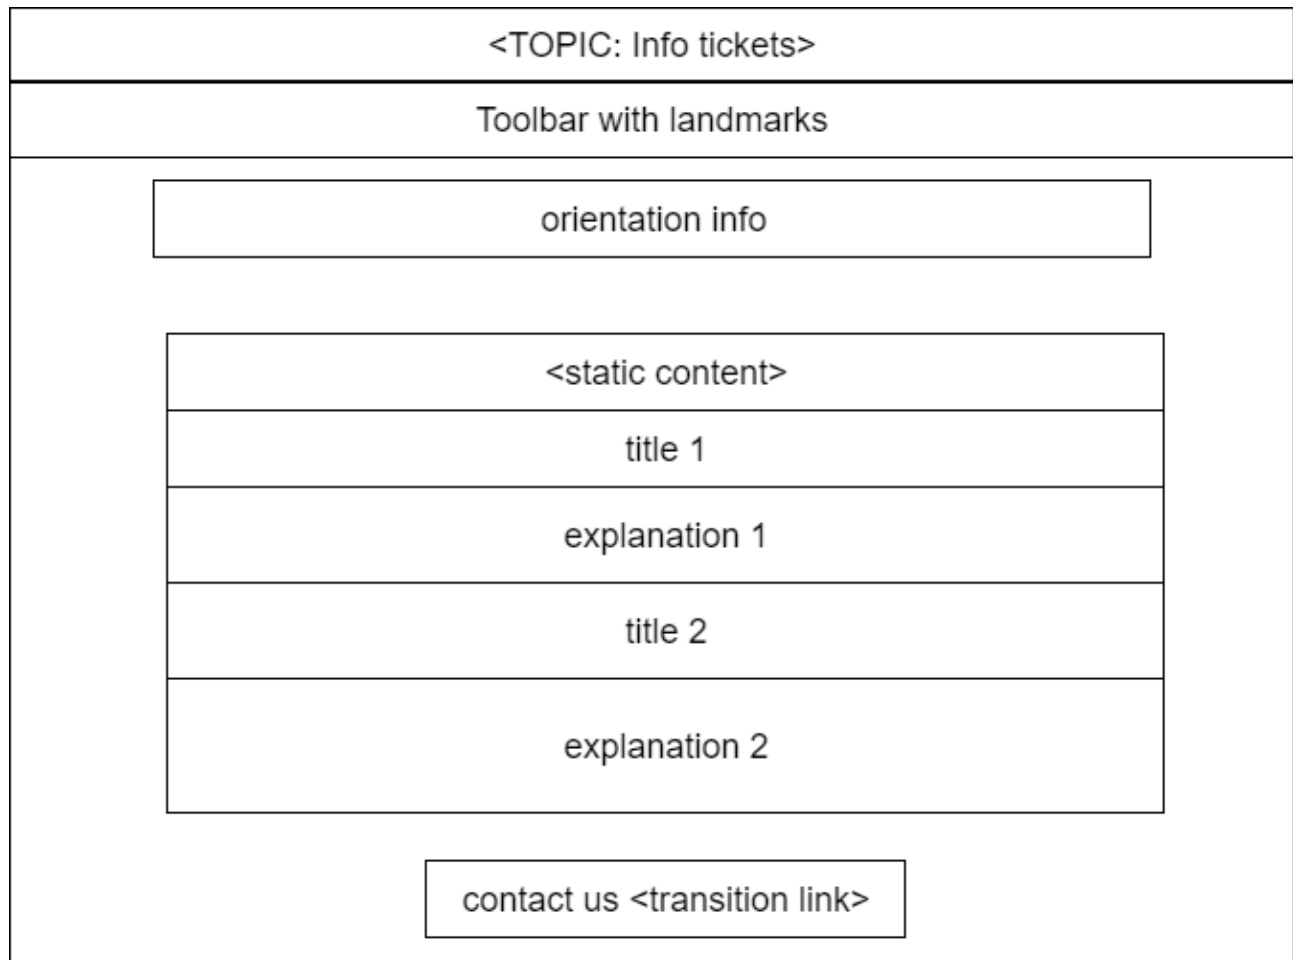 <TOPIC: Info tickets>
Toolbar with landmarks
orientation info
<static content>
title 1
explanation 1
title 2
explanation 2
contact us <transition link>